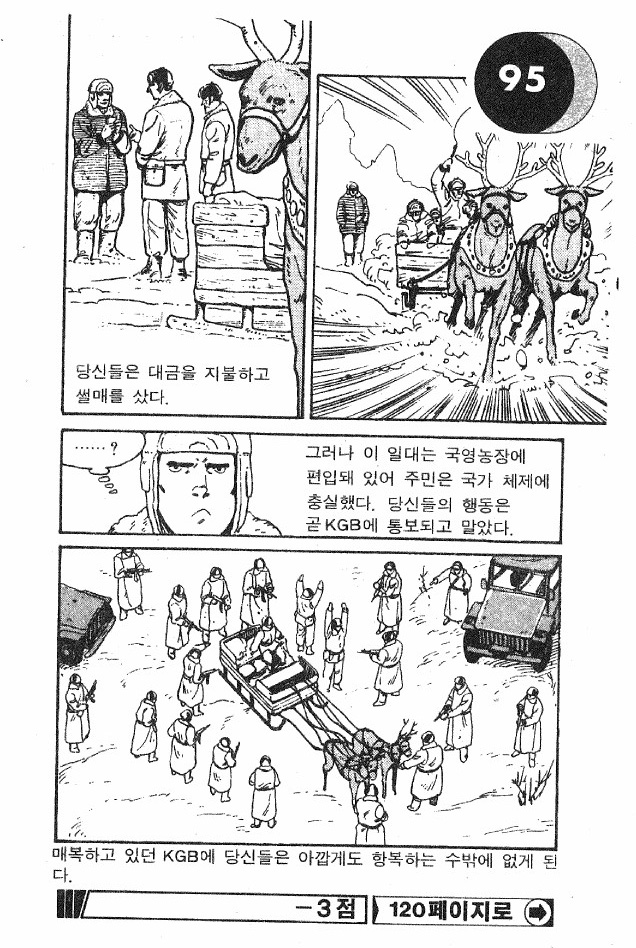 95
당신들은 대금을 지불하고
썰매를 샀다.
……?
그러나 이 일대는 국영농장에
편입돼 있어 주민은 국가 체제에
충실했다. 당신들의 행동은
곧 KGB에 통보되고 말았다.
매복하고 있던 KGB에 당신들은 아깝게도 항복하는 수밖에 없게 된
다.
－3점
120페이지로